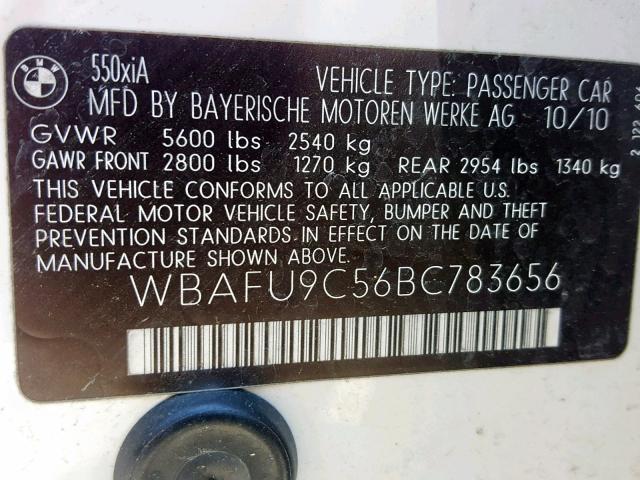 BMW
550xiA
VEHICLE TYPE: PASSENGER CAR
MFD BY BAYERISCHE MOTOREN WERKE AG 10/10
GVWR 5600 lbs 2540 kg
GAWR FRONT 2800 lbs 1270 kg REAR 2954 lbs 1340 kg
THIS VEHICLE CONFORMS TO ALL APPLICABLE U.S.
FEDERAL MOTOR VEHICLE SAFETY, BUMPER AND THEFT
PREVENTION STANDARDS IN EFFECT ON THE DATE OF
MANUFACTURE SHOWN ABOVE.
WBAFU9C56BC783656